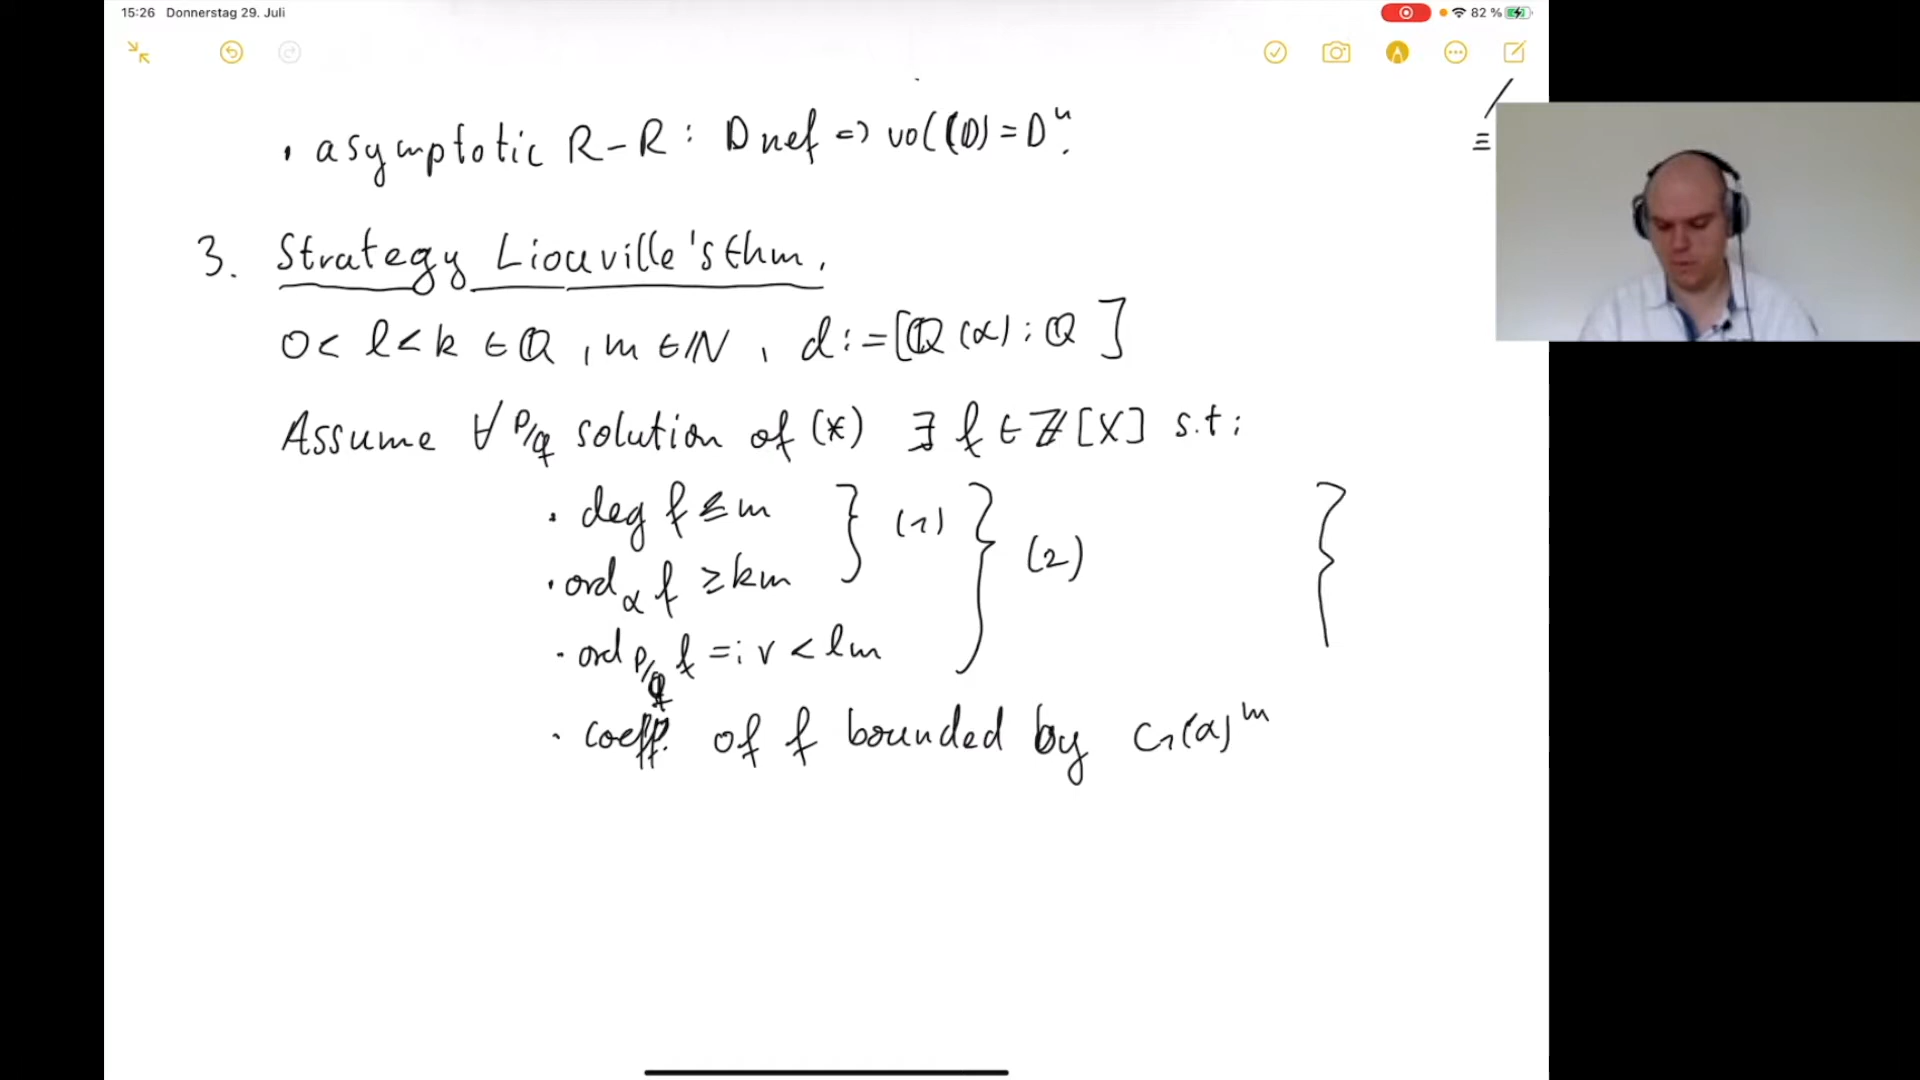 15:26 Donnerstag 29. Juli
82 %
• asymptotic R-R: D nef => vol(D) = Dⁿ.
3. Strategy Liouville's thm.
0 < l < k ∈ ℚ, m ∈ ℕ, d := [ℚ(α) : ℚ]
Assume ∀ p/q solution of (*) ∃ f ∈ ℤ[X] s.t:
• deg f ≤ m } (1) } (2) }
• ord_α f ≥ km
• ord_{p/q} f =: v < lm
• coeff. of f bounded by c₁(α)^m